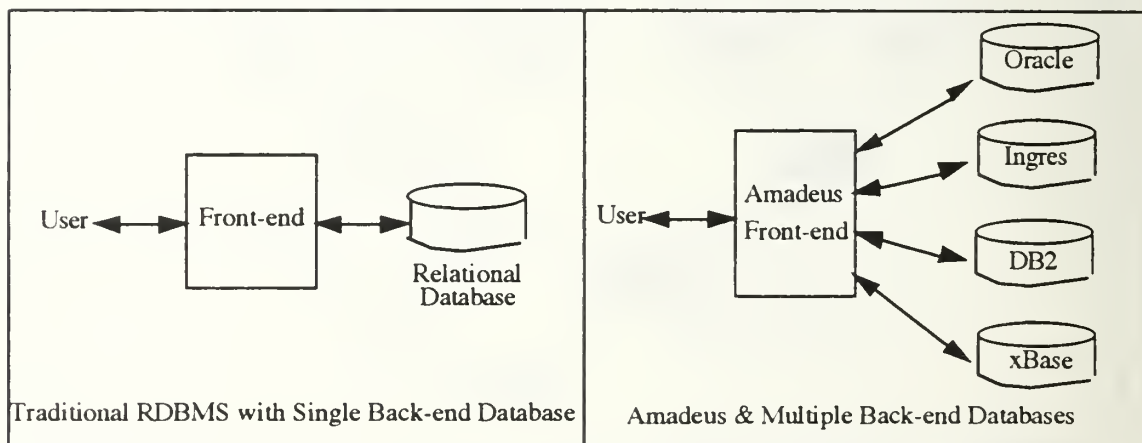 User
Front-end
Relational
Database
Traditional RDBMS with Single Back-end Database
User
Amadeus
Front-end
Oracle
Ingres
DB2
xBase
Amadeus & Multiple Back-end Databases